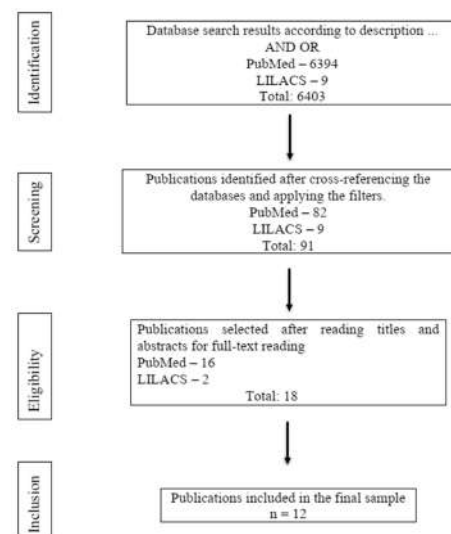 Identification
Database search results according to description ...
AND OR
PubMed – 6394
LILACS – 9
Total: 6403
Screening
Publications identified after cross-referencing the
databases and applying the filters.
PubMed – 82
LILACS – 9
Total: 91
Eligibility
Publications selected after reading titles and
abstracts for full-text reading
PubMed – 16
LILACS – 2
Total: 18
Inclusion
Publications included in the final sample
n = 12